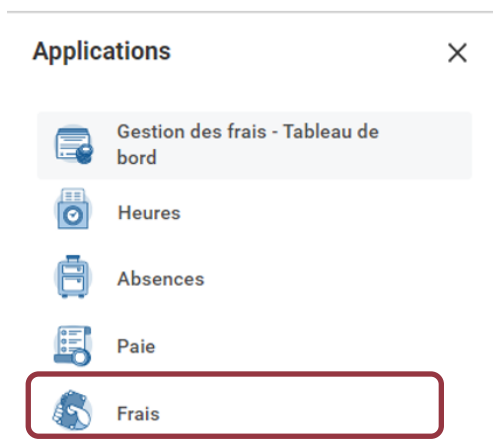 Applications
Gestion des frais - Tableau de
bord
Heures
Absences
Paie
Frais